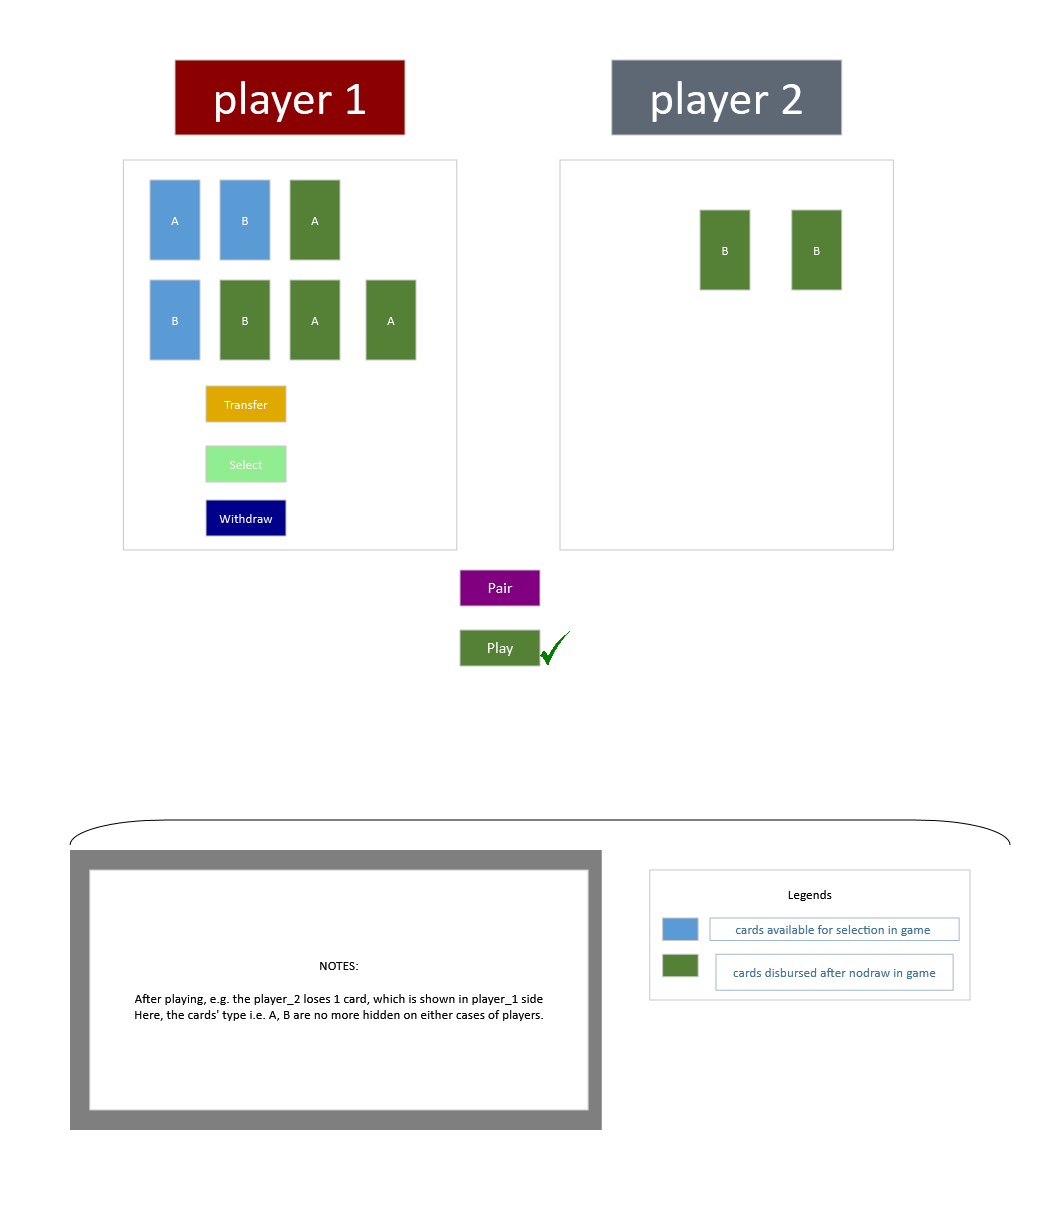 player 1
player 2
A
B
A
B
B
B
B
A
A
Transfer
Select
Withdraw
Pair
Play
NOTES:
After playing, e.g. the player_2 loses 1 card, which is shown in player_1 side
Here, the cards' type i.e. A, B are no more hidden on either cases of players.
Legends
cards available for selection in game
cards disbursed after nodraw in game